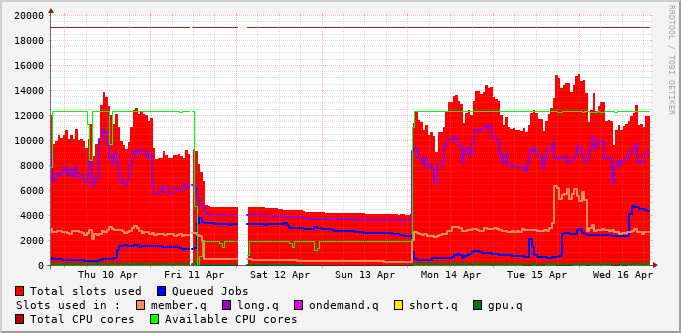 RRDTOOL / TOBI OETIKER
20000
18000
16000
14000
12000
10000
8000
6000
4000
2000
0
Thu 10 Apr Fri 11 Apr Sat 12 Apr Sun 13 Apr Mon 14 Apr Tue 15 Apr Wed 16 Apr
Total slots used Queued Jobs
Slots used in : member.q long.q ondemand.q short.q gpu.q
Total CPU cores Available CPU cores